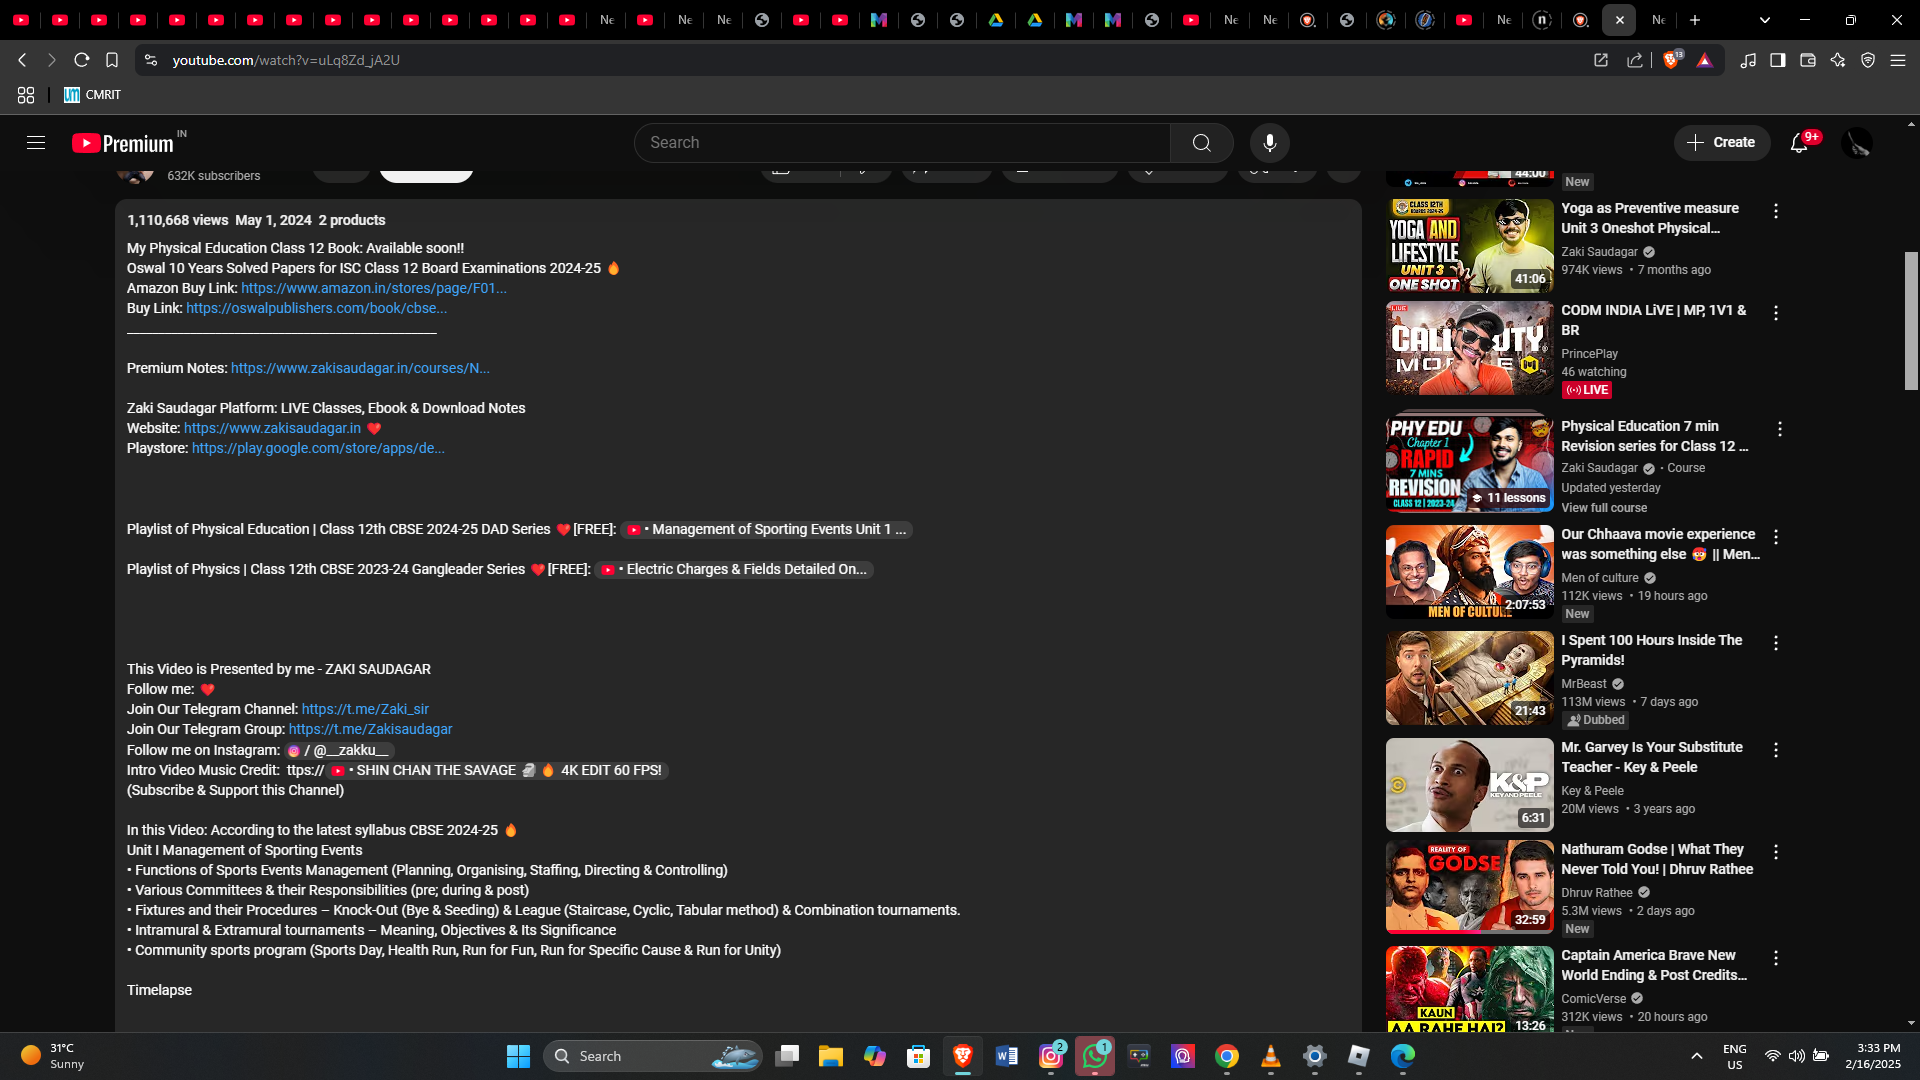 Ne
Ne
Ne
Ne
Ne
Ne
Ne
youtube.com/watch?v=uLq8Zd_jA2U
13
CMRIT
Premium IN
Search
Create
9+
632K subscribers
1,110,668 views May 1, 2024 2 products
My Physical Education Class 12 Book: Available soon!!
Oswal 10 Years Solved Papers for ISC Class 12 Board Examinations 2024-25 🔥
Amazon Buy Link: https://www.amazon.in/stores/page/F01...
Buy Link: https://oswalpublishers.com/book/cbse...
Premium Notes: https://www.zakisaudagar.in/courses/N...
Zaki Saudagar Platform: LIVE Classes, Ebook & Download Notes
Website: https://www.zakisaudagar.in ❤️
Playstore: https://play.google.com/store/apps/de...
Playlist of Physical Education | Class 12th CBSE 2024-25 DAD Series ❤️[FREE]: • Management of Sporting Events Unit 1 ...
Playlist of Physics | Class 12th CBSE 2023-24 Gangleader Series ❤️[FREE]: • Electric Charges & Fields Detailed On...
This Video is Presented by me - ZAKI SAUDAGAR
Follow me: ❤️
Join Our Telegram Channel: https://t.me/Zaki_sir
Join Our Telegram Group: https://t.me/Zakisaudagar
Follow me on Instagram: / @__zakku__
Intro Video Music Credit: ttps:// • SHIN CHAN THE SAVAGE 🗿 🔥 4K EDIT 60 FPS!
(Subscribe & Support this Channel)
In this Video: According to the latest syllabus CBSE 2024-25 🔥
Unit I Management of Sporting Events
• Functions of Sports Events Management (Planning, Organising, Staffing, Directing & Controlling)
• Various Committees & their Responsibilities (pre; during & post)
• Fixtures and their Procedures – Knock-Out (Bye & Seeding) & League (Staircase, Cyclic, Tabular method) & Combination tournaments.
• Intramural & Extramural tournaments – Meaning, Objectives & Its Significance
• Community sports program (Sports Day, Health Run, Run for Fun, Run for Specific Cause & Run for Unity)
Timelapse
44:00
New
CLASS 12TH
YOGA AND
LIFESTYLE
UNIT 3
ONE SHOT
41:06
Yoga as Preventive measure
Unit 3 Oneshot Physical...
Zaki Saudagar
974K views • 7 months ago
LIVE
CALL DUTY
CODM INDIA LiVE | MP, 1V1 &
BR
PrincePlay
46 watching
LIVE
PHY EDU
Chapter 1
RAPID
7 MINS
REVISION
CLASS 12 | 2023-24
11 lessons
Physical Education 7 min
Revision series for Class 12 ...
Zaki Saudagar • Course
Updated yesterday
View full course
MEN OF CULTURE
2:07:53
Our Chhaava movie experience
was something else 🥵 || Men...
Men of culture
112K views • 19 hours ago
New
21:43
I Spent 100 Hours Inside The
Pyramids!
MrBeast
113M views • 7 days ago
Dubbed
K&P
KEY AND PEELE
6:31
Mr. Garvey Is Your Substitute
Teacher - Key & Peele
Key & Peele
20M views • 3 years ago
REALITY OF
GODSE
32:59
Nathuram Godse | What They
Never Told You! | Dhruv Rathee
Dhruv Rathee
5.3M views • 2 days ago
New
KAUN
AA RAHE HAI?
13:26
Captain America Brave New
World Ending & Post Credits...
ComicVerse
312K views • 20 hours ago
31°C
Sunny
Search
2
1
ENG
US
3:33 PM
2/16/2025